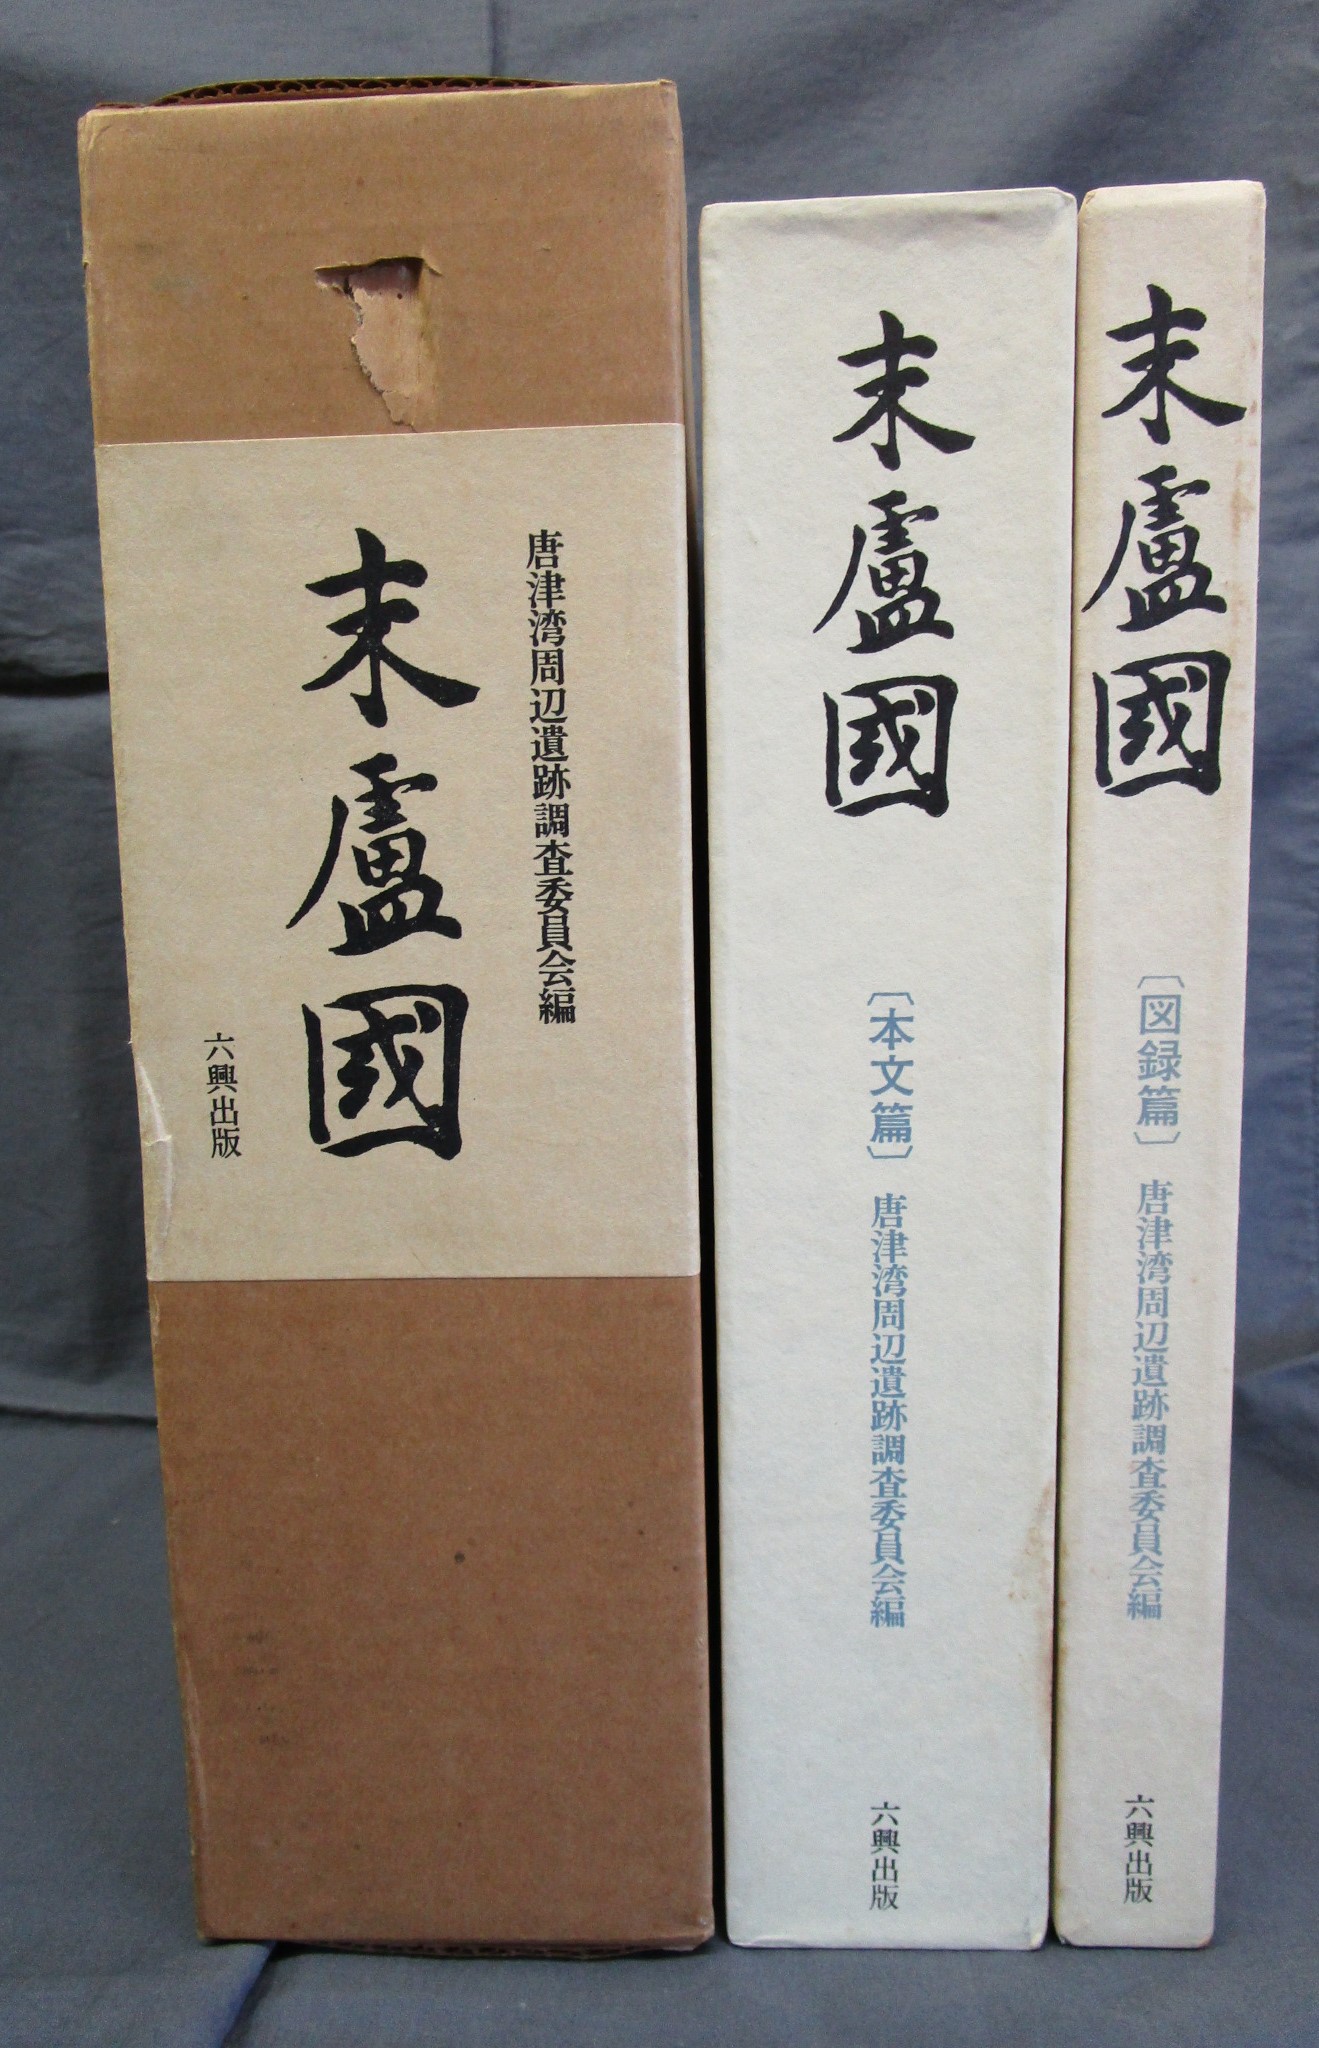 唐津湾周辺遺跡調査委員会編
末盧國
六興出版
末盧國
〔本文篇〕
唐津湾周辺遺跡調査委員会編
六興出版
末盧國
〔図録篇〕
唐津湾周辺遺跡調査委員会編
六興出版